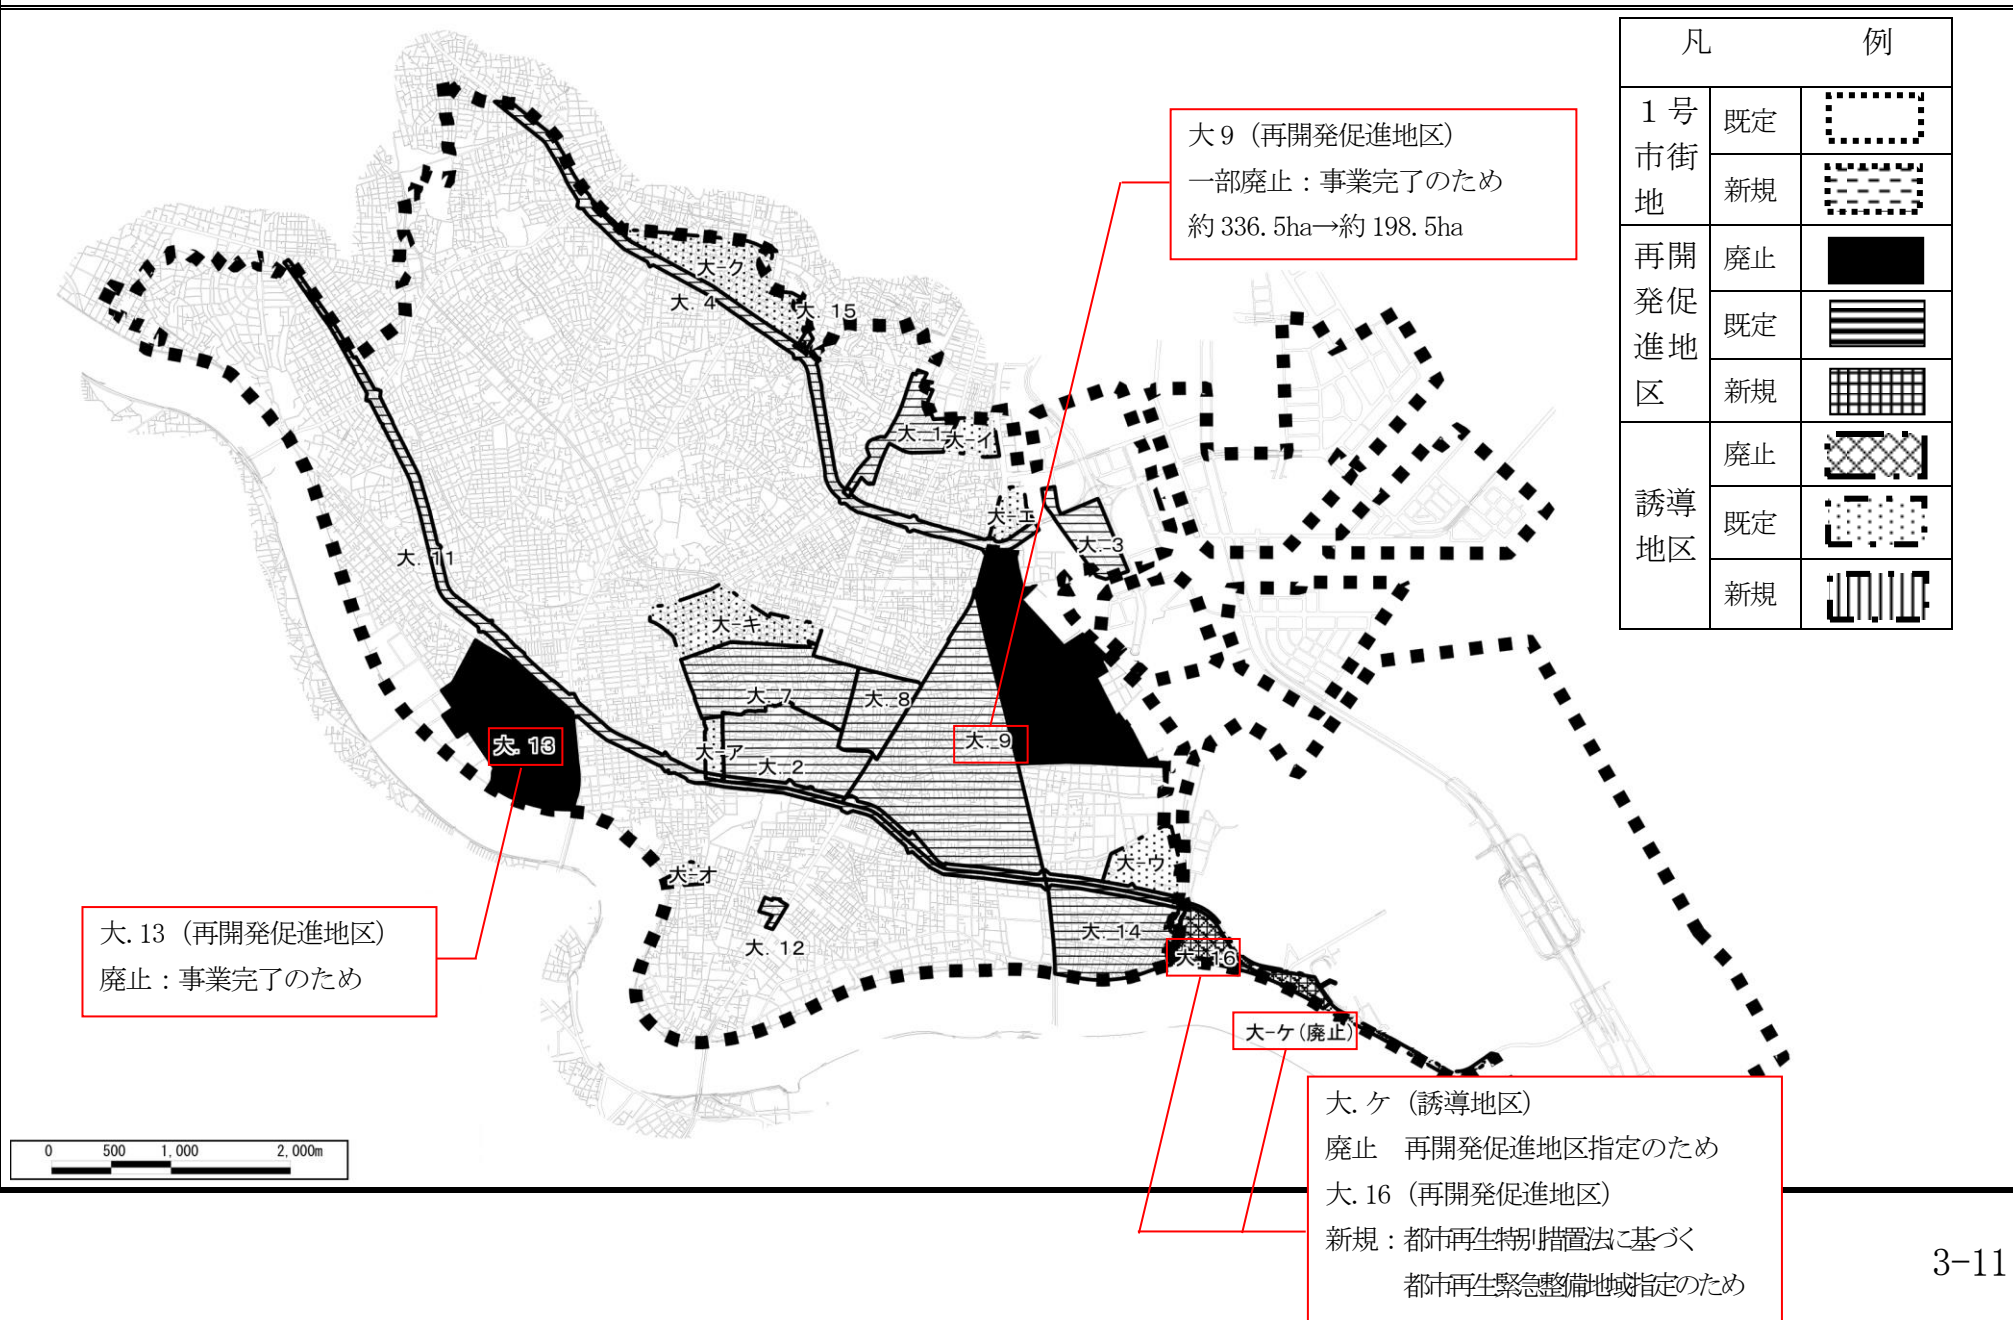 凡 例
1号市街地
既定
新規
再開発促進地区
廃止
既定
新規
誘導地区
廃止
既定
新規
大9（再開発促進地区）
一部廃止：事業完了のため
約336.5ha→約198.5ha
大-ク
大. 4
大. 15
大-1
大-イ
大-エ
大.-3
大. 11
大-キ
大. 7
大. 8
大. 9
大-ア
大. 2
大. 13
大-オ
大. 12
大-ウ
大. 14
大. 16
大-ケ(廃止)
大.13（再開発促進地区）
廃止：事業完了のため
大.ケ（誘導地区）
廃止　再開発促進地区指定のため
大.16（再開発促進地区）
新規：都市再生特別措置法に基づく
都市再生緊急整備地域指定のため
0 500 1,000 2,000m
3-11